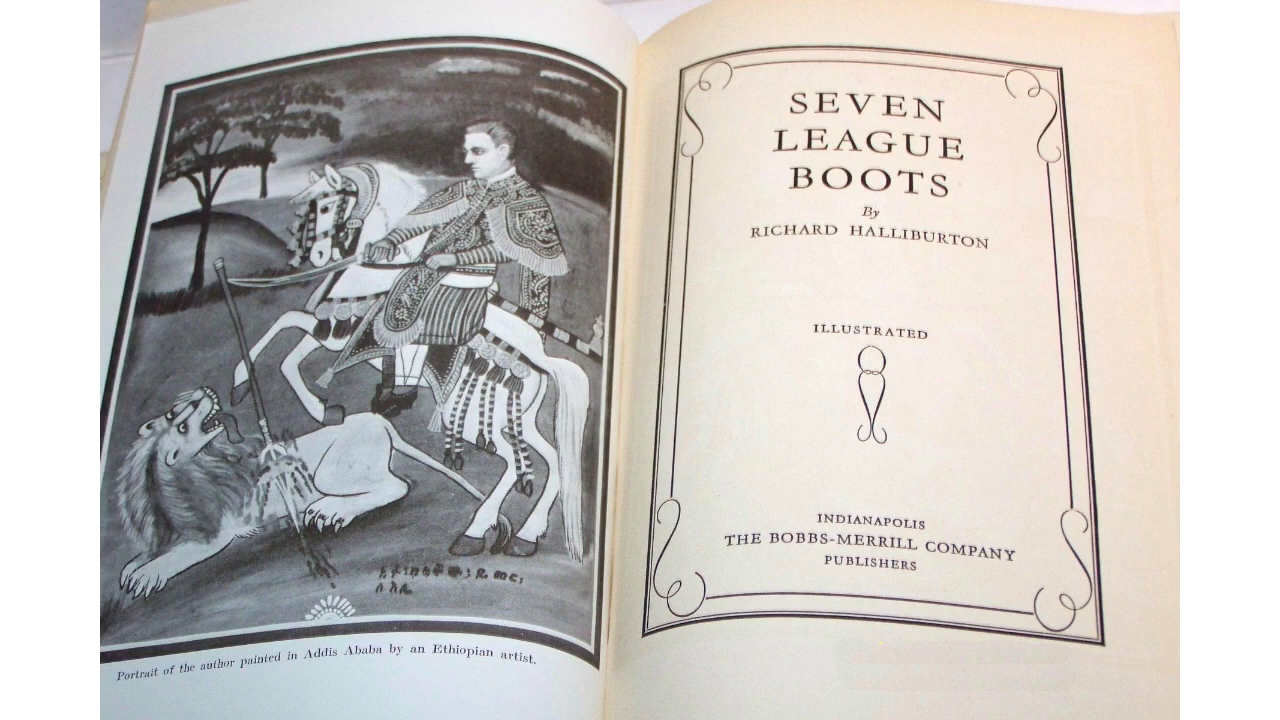 Portrait of the author painted in Addis Ababa by an Ethiopian artist.
SEVEN
LEAGUE
BOOTS
By
RICHARD HALLIBURTON
ILLUSTRATED
INDIANAPOLIS
THE BOBBS-MERRILL COMPANY
PUBLISHERS